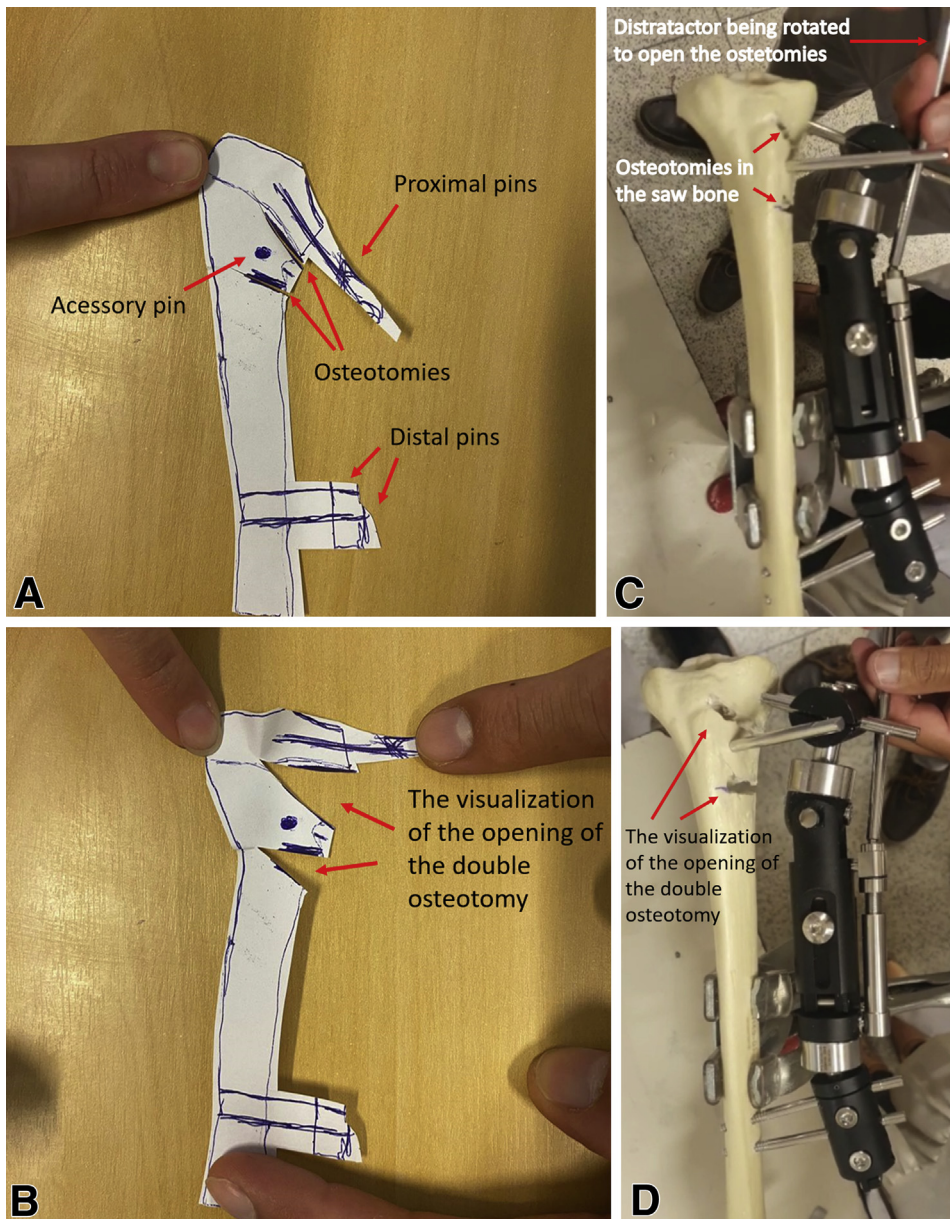 Proximal pins
Acessory pin
Osteotomies
Distal pins
A
Distratactor being rotated
to open the ostetomies
Osteotomies in
the saw bone
C
The visualization
of the opening of
the double
osteotomy
B
The visualization
of the opening of
the double
osteotomy
D